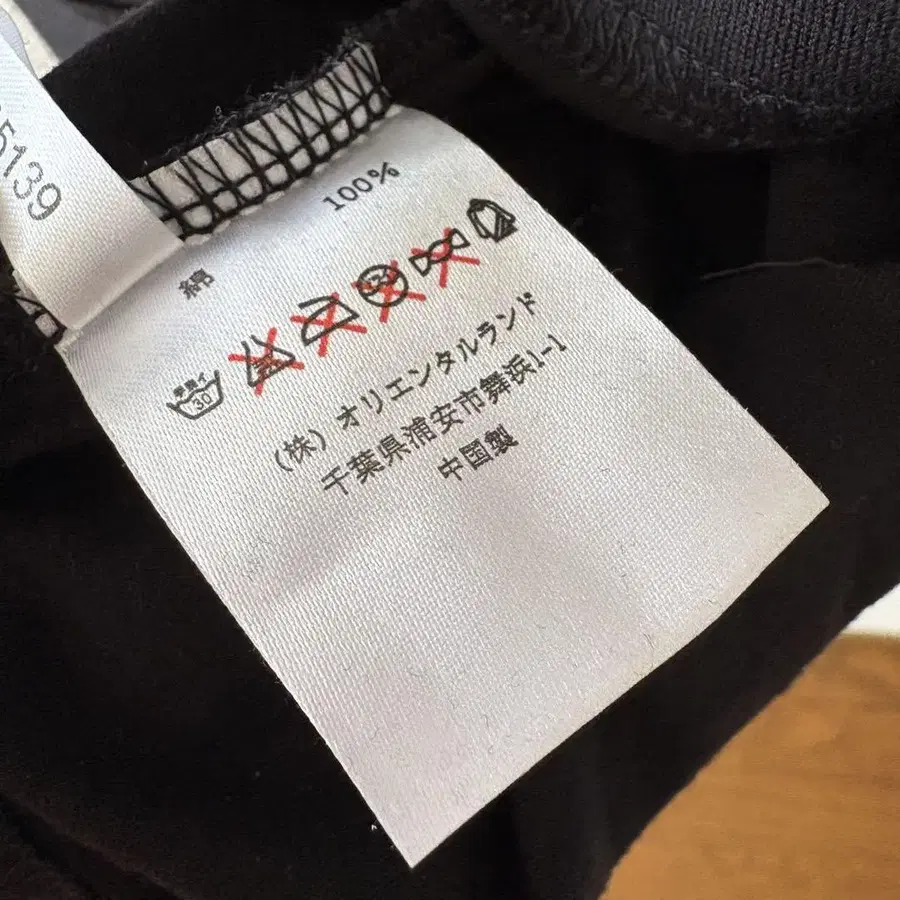 5139
綿 100%
30
(株) オリエンタルランド
千葉県浦安市舞浜1-1
中国製